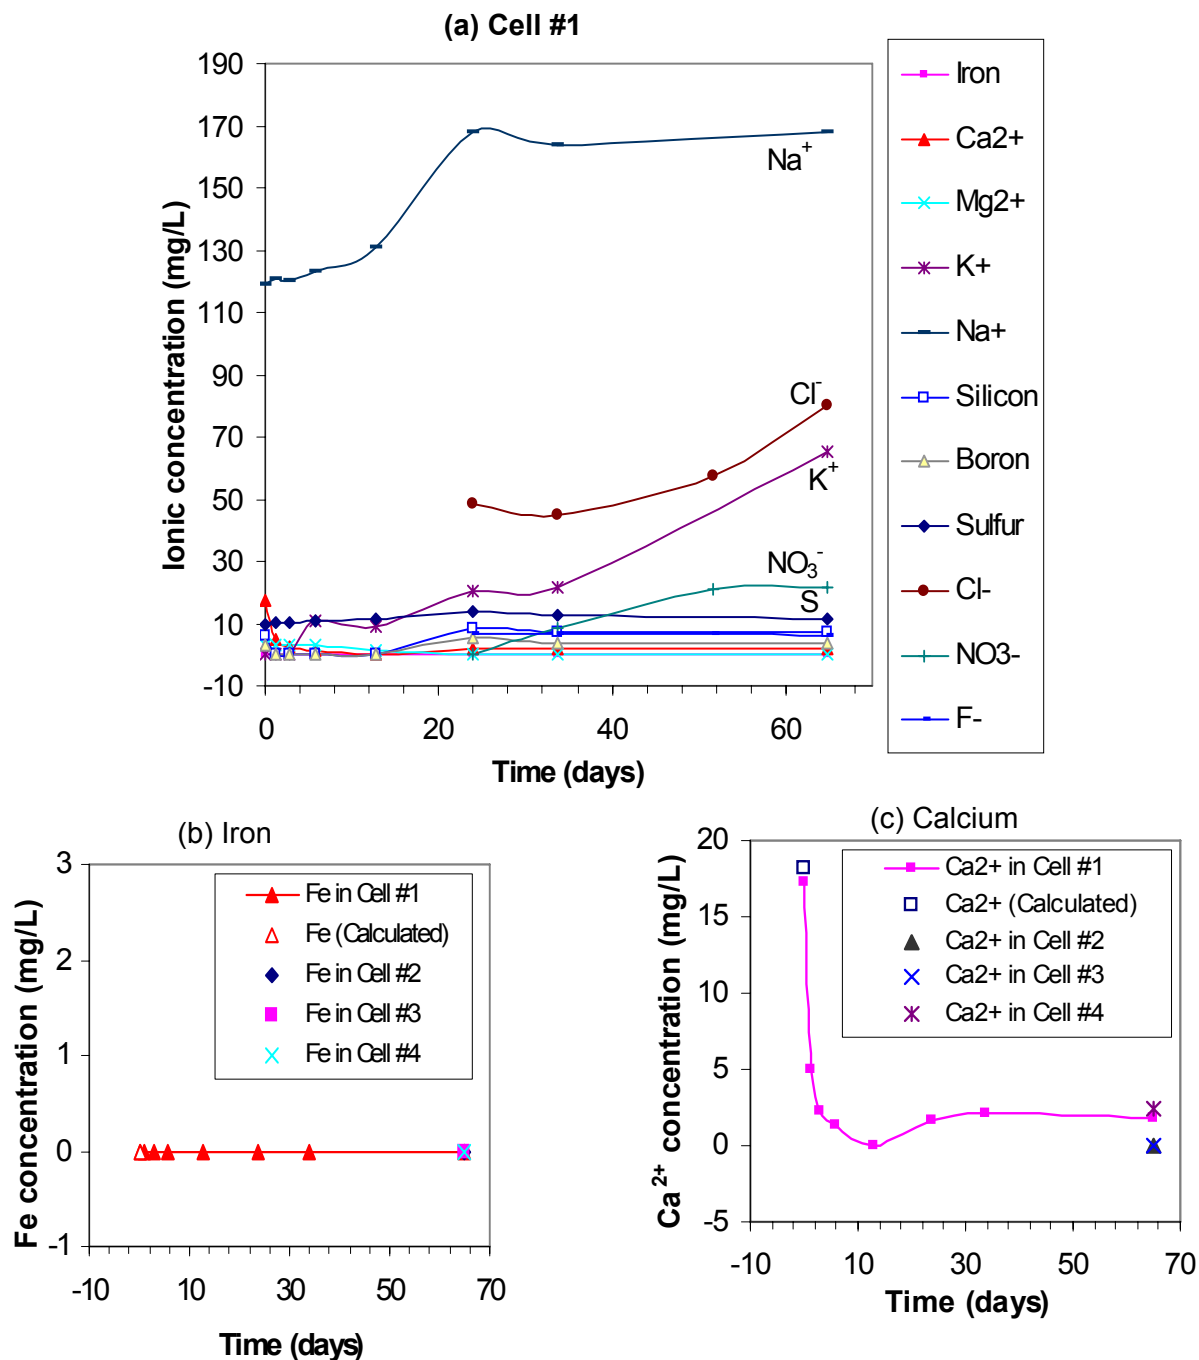 (a) Cell #1
190
170
150
130
110
90
70
50
30
10
-10
Ionic concentration (mg/L)
0
20
40
60
Time (days)
Na⁺
Cl⁻
K⁺
NO₃⁻
S
Iron
Ca2+
Mg2+
K+
Na+
Silicon
Boron
Sulfur
Cl-
NO3-
F-
(b) Iron
3
2
1
0
-1
Fe concentration (mg/L)
-10
10
30
50
70
Time (days)
Fe in Cell #1
Fe (Calculated)
Fe in Cell #2
Fe in Cell #3
Fe in Cell #4
(c) Calcium
20
15
10
5
0
-5
Ca²⁺ concentration (mg/L)
-10
10
30
50
70
Time (days)
Ca2+ in Cell #1
Ca2+ (Calculated)
Ca2+ in Cell #2
Ca2+ in Cell #3
Ca2+ in Cell #4